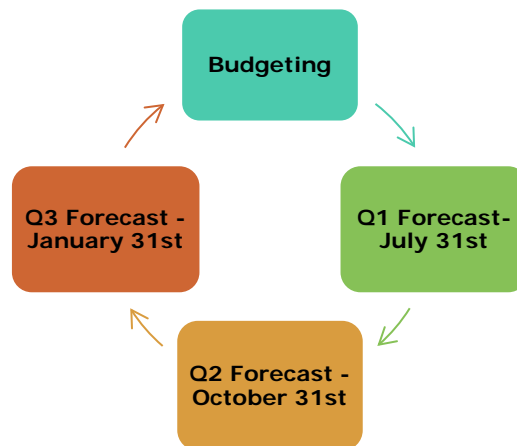 Budgeting
Q1 Forecast-
July 31st
Q2 Forecast -
October 31st
Q3 Forecast -
January 31st